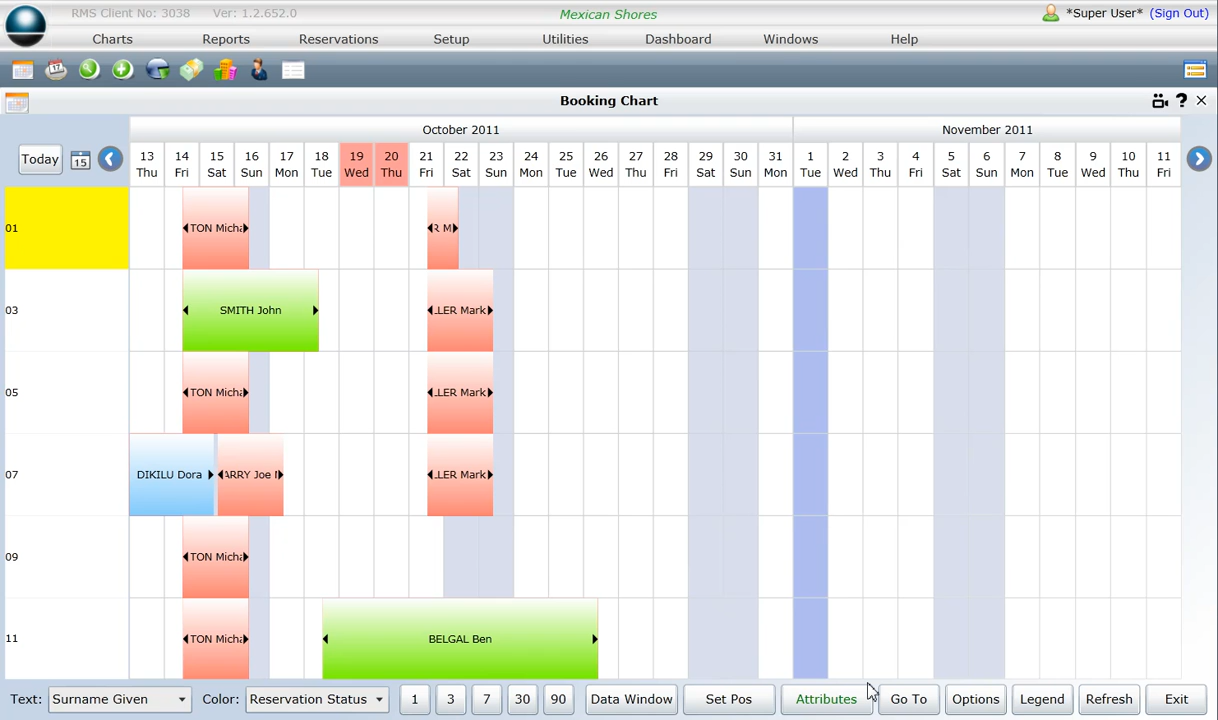 RMS Client No: 3038 Ver: 1.2.652.0 Mexican Shores *Super User* (Sign Out)
Charts Reports Reservations Setup Utilities Dashboard Windows Help
17
Booking Chart ?
October 2011 November 2011
Today 15
13 14 15 16 17 18 19 20 21 22 23 24 25 26 27 28 29 30 31 1 2 3 4 5 6 7 8 9 10 11
Thu Fri Sat Sun Mon Tue Wed Thu Fri Sat Sun Mon Tue Wed Thu Fri Sat Sun Mon Tue Wed Thu Fri Sat Sun Mon Tue Wed Thu Fri
01 TON Micha R M
03 SMITH John LER Mark
05 TON Micha LER Mark
07 DIKILU Dora ARRY Joe LER Mark
09 TON Micha
11 TON Micha BELGAL Ben
Text: Surname Given Color: Reservation Status 1 3 7 30 90 Data Window Set Pos Attributes Go To Options Legend Refresh Exit